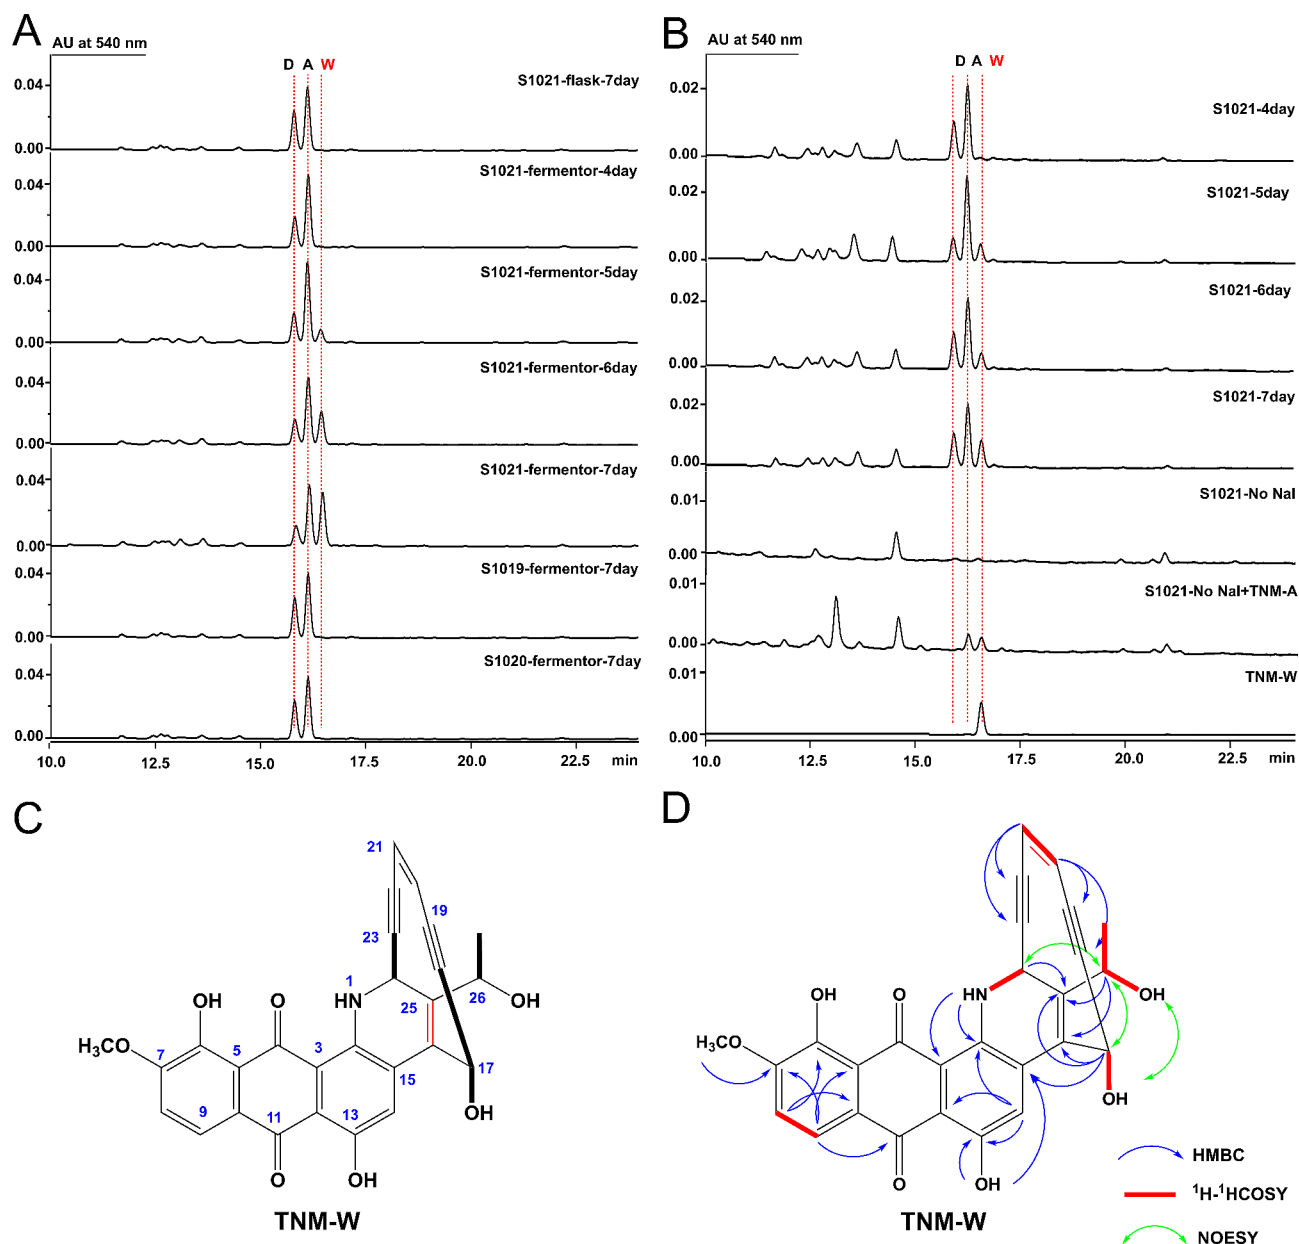 A
AU at 540 nm
D A W
S1021-flask-7day
0.04
0.00
S1021-fermentor-4day
0.04
0.00
S1021-fermentor-5day
0.04
0.00
S1021-fermentor-6day
0.04
0.00
S1021-fermentor-7day
0.04
0.00
S1019-fermentor-7day
0.04
0.00
S1020-fermentor-7day
0.04
0.00
10.0 12.5 15.0 17.5 20.0 22.5 min
B
AU at 540 nm
D A W
S1021-4day
0.02
0.00
S1021-5day
0.02
0.00
S1021-6day
0.02
0.00
S1021-7day
0.02
0.00
S1021-No NaI
0.01
0.00
S1021-No NaI+TNM-A
0.01
0.00
TNM-W
0.01
0.00
10.0 12.5 15.0 17.5 20.0 22.5 min
C
21
19
23
1
HN
25
26
OH
OH
O
H3CO
7
5
3
15
17
OH
9
11
13
O
OH
TNM-W
D
HN
OH
OH
O
H3CO
OH
O
OH
TNM-W
HMBC
1H-1HCOSY
NOESY